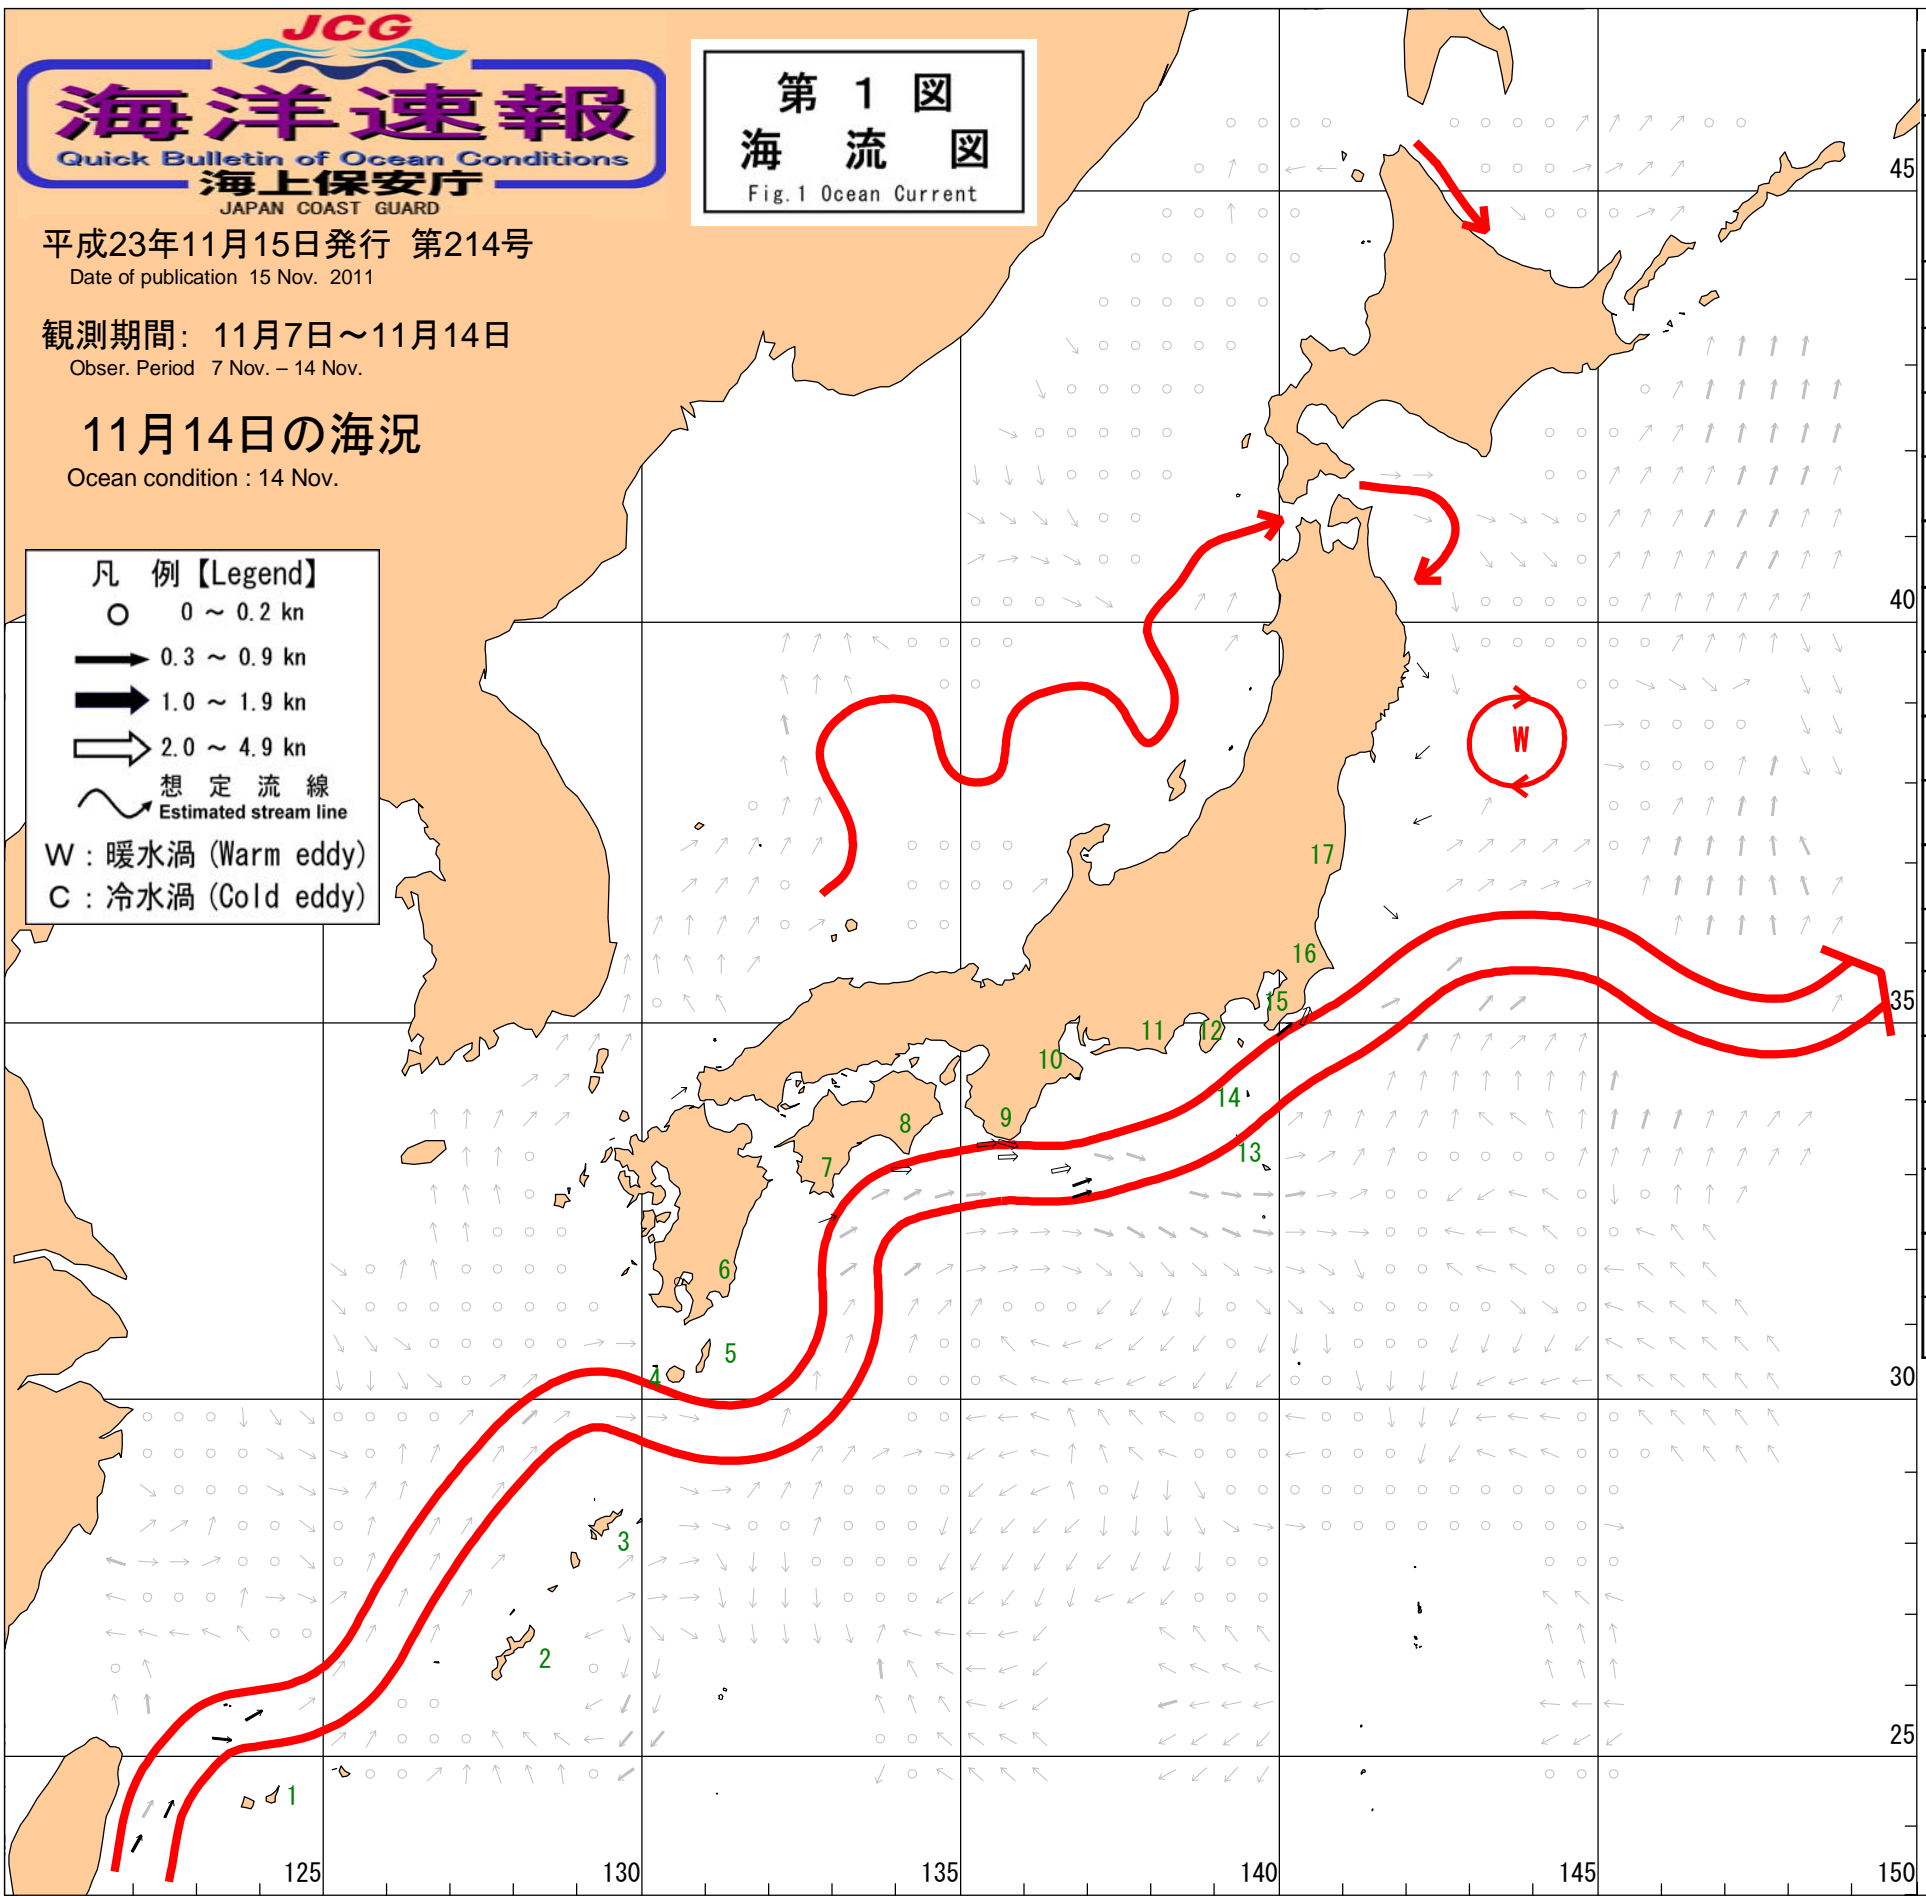 JCG
海洋速報
Quick Bulletin of Ocean Conditions
海上保安庁
JAPAN COAST GUARD
第 1 図
海 流 図
Fig.1 Ocean Current
平成23年11月15日発行 第214号
Date of publication 15 Nov. 2011
観測期間: 11月7日~11月14日
Obser. Period 7 Nov. – 14 Nov.
11月14日の海況
Ocean condition : 14 Nov.
凡 例【Legend】
0 ~ 0.2 kn
0.3 ~ 0.9 kn
1.0 ~ 1.9 kn
2.0 ~ 4.9 kn
想 定 流 線
Estimated stream line
W : 暖水渦 (Warm eddy)
C : 冷水渦 (Cold eddy)
45
40
W
17
16
35
15
11
12
10
14
9
8
13
7
6
5
4
30
3
2
25
1
125
130
135
140
145
150